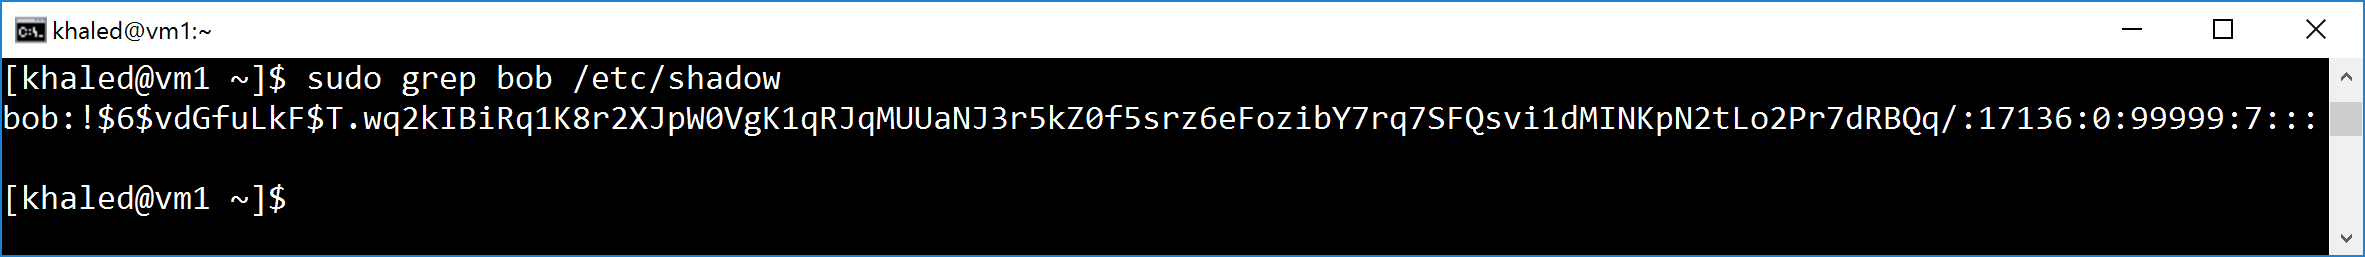 khaled@vm1:~
[khaled@vm1 ~]$ sudo grep bob /etc/shadow
bob:!$6$vdGfuLkF$T.wq2kIBiRq1K8r2XJpW0VgK1qRJqMUUaNJ3r5kZ0f5srz6eFozibY7rq7SFQsvi1dMINKpN2tLo2Pr7dRBQq/:17136:0:99999:7:::
[khaled@vm1 ~]$